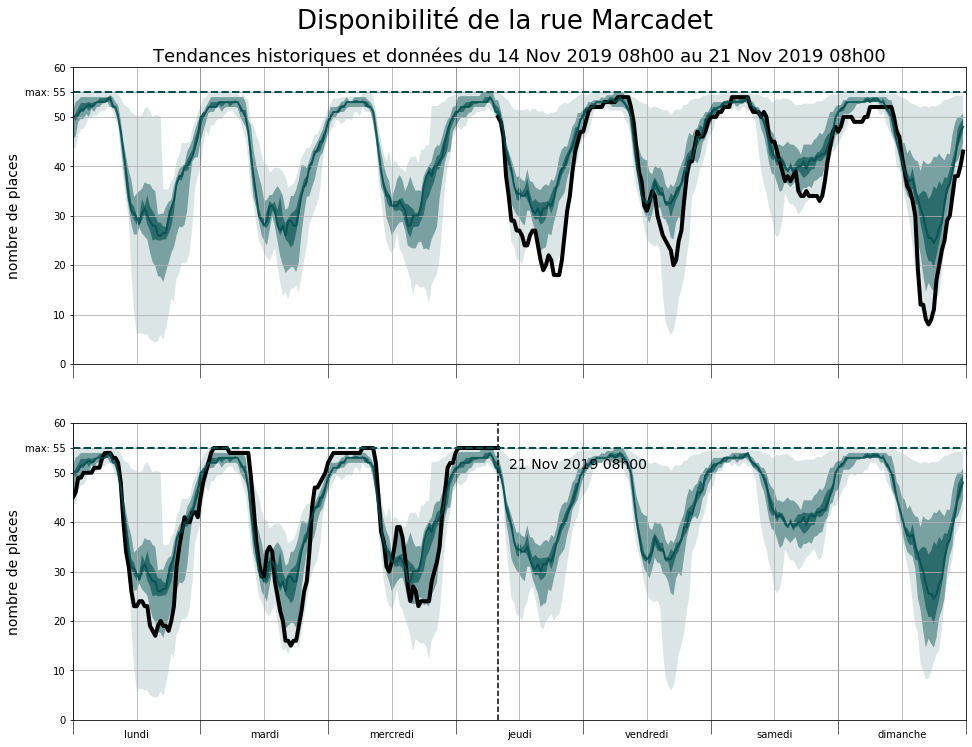 Disponibilité de la rue Marcadet
Tendances historiques et données du 14 Nov 2019 08h00 au 21 Nov 2019 08h00
60
max: 55
50
40
30
20
10
0
nombre de places
60
max: 55
50
40
30
20
10
0
nombre de places
21 Nov 2019 08h00
lundi mardi mercredi jeudi vendredi samedi dimanche